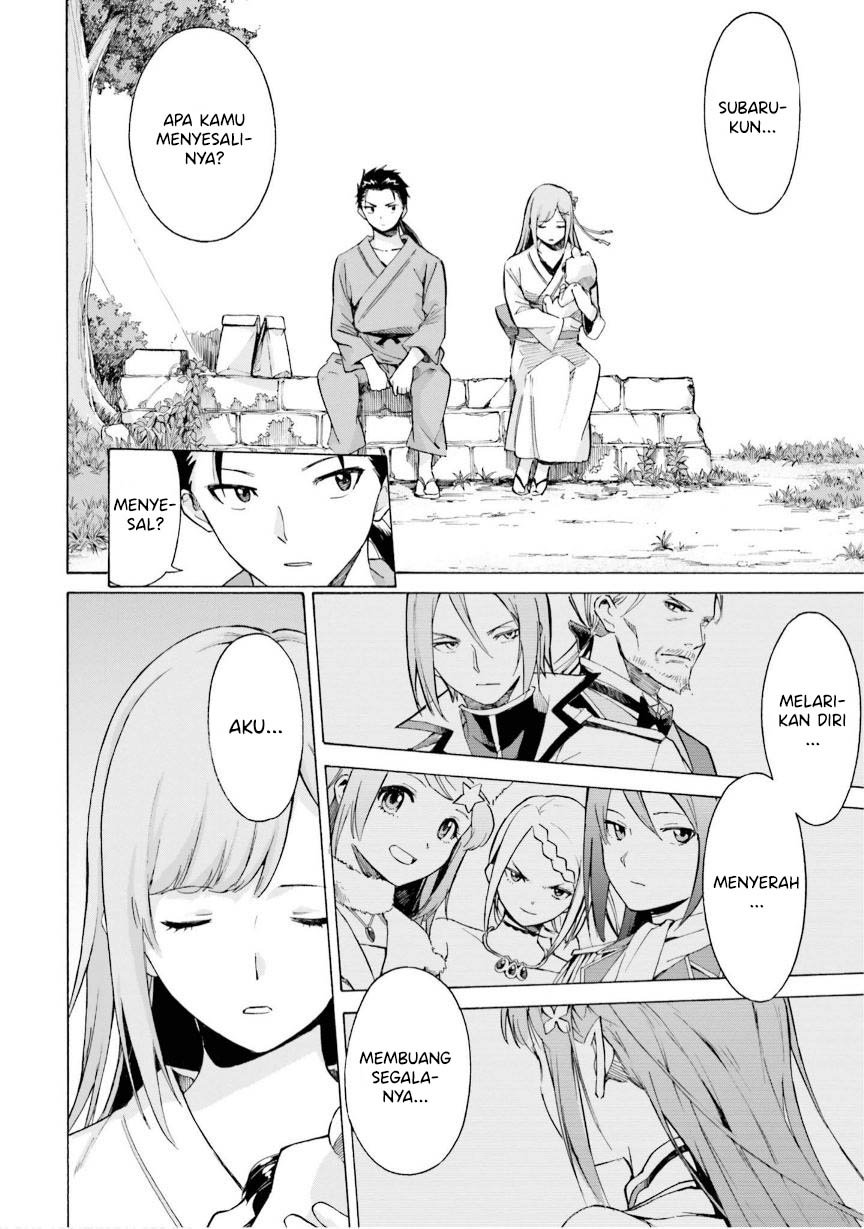 SUBARU-
KUN...
APA KAMU
MENYESALI-
NYA?
MENYE-
SAL?
MELARI-
KAN DIRI
...
MENYERAH
...
MEMBUANG
SEGALA-
NYA...
AKU...